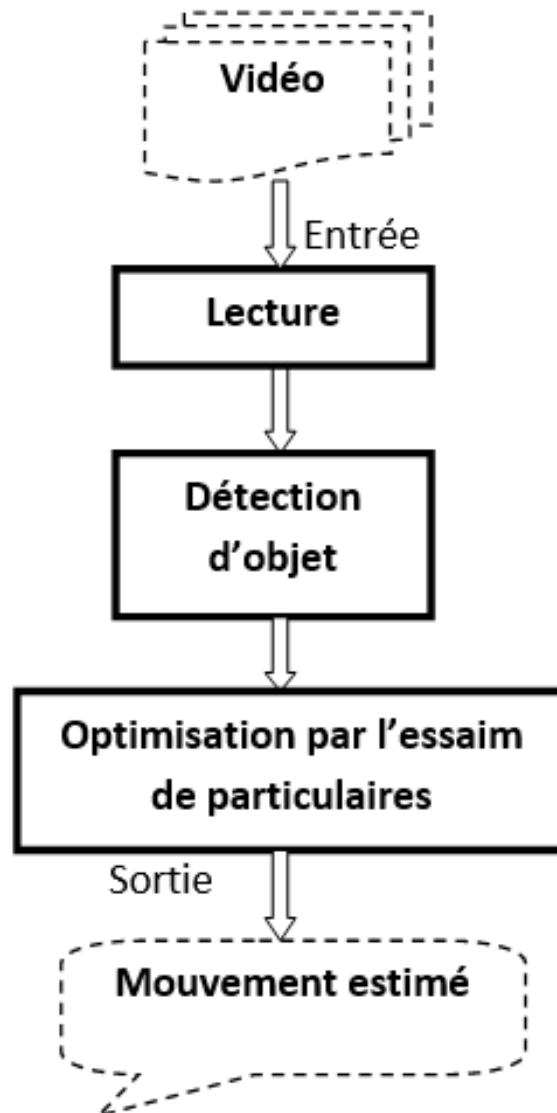 Vidéo
Entrée
Lecture
Détection
d’objet
Optimisation par l’essaim
de particulaires
Sortie
Mouvement estimé